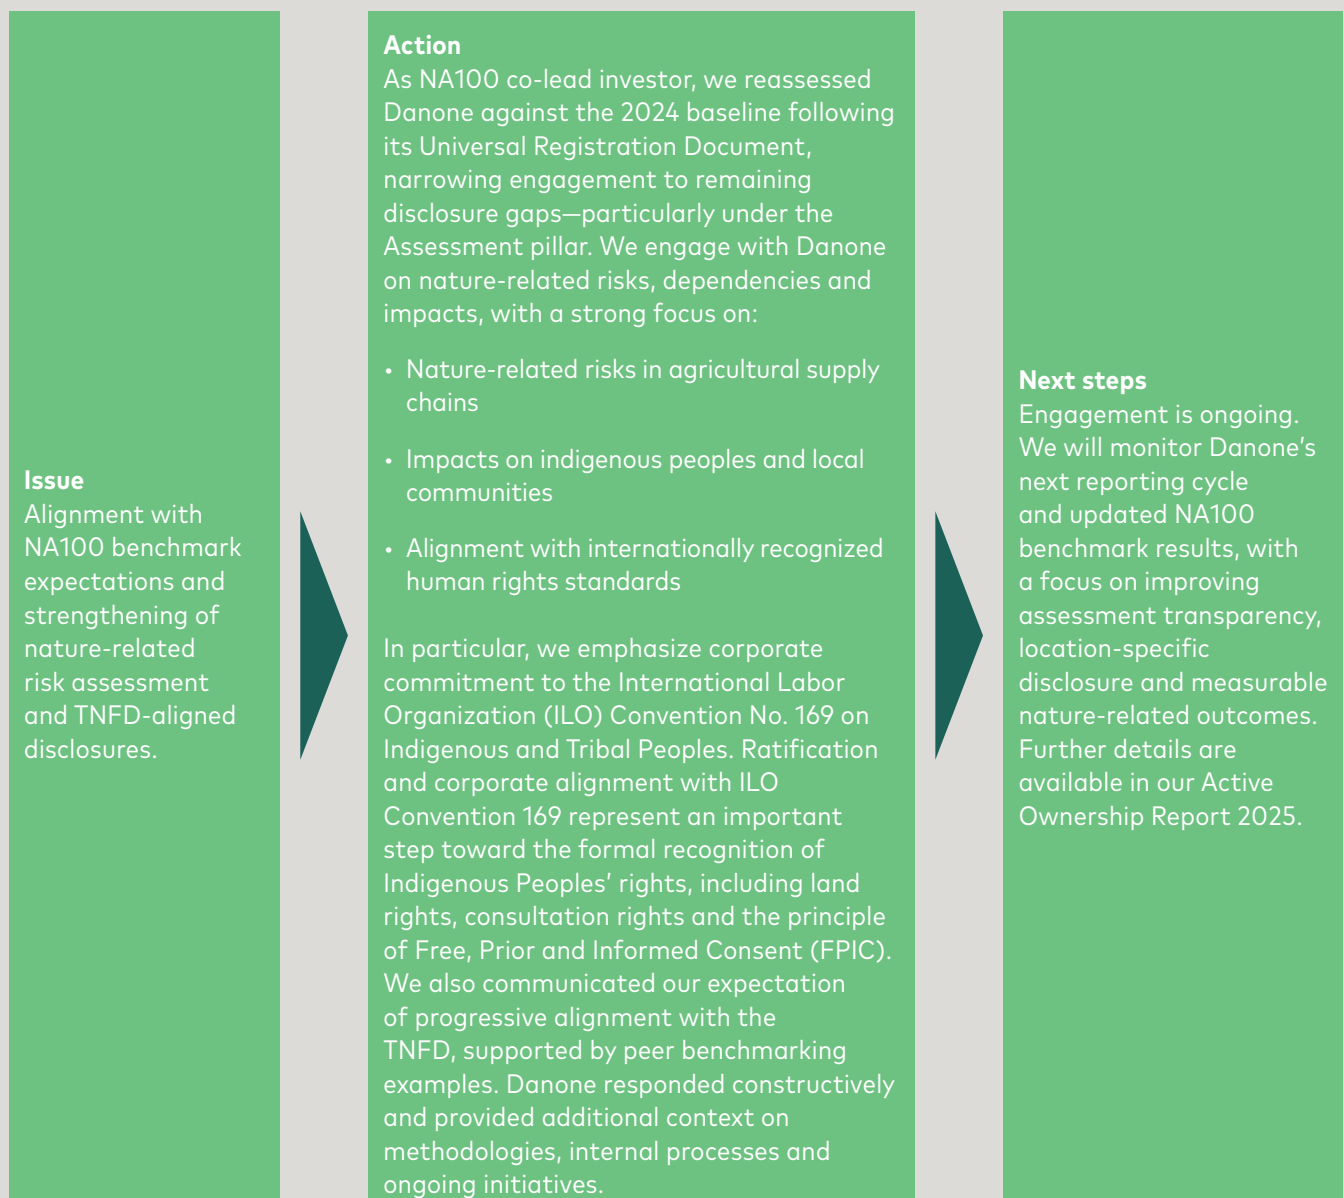 Issue
Alignment with
NA100 benchmark
expectations and
strengthening of
nature-related
risk assessment
and TNFD-aligned
disclosures.
Action
As NA100 co-lead investor, we reassessed
Danone against the 2024 baseline following
its Universal Registration Document,
narrowing engagement to remaining
disclosure gaps—particularly under the
Assessment pillar. We engage with Danone
on nature-related risks, dependencies and
impacts, with a strong focus on:
• Nature-related risks in agricultural supply
chains
• Impacts on indigenous peoples and local
communities
• Alignment with internationally recognized
human rights standards
In particular, we emphasize corporate
commitment to the International Labor
Organization (ILO) Convention No. 169 on
Indigenous and Tribal Peoples. Ratification
and corporate alignment with ILO
Convention 169 represent an important
step toward the formal recognition of
Indigenous Peoples’ rights, including land
rights, consultation rights and the principle
of Free, Prior and Informed Consent (FPIC).
We also communicated our expectation
of progressive alignment with the
TNFD, supported by peer benchmarking
examples. Danone responded constructively
and provided additional context on
methodologies, internal processes and
ongoing initiatives.
Next steps
Engagement is ongoing.
We will monitor Danone’s
next reporting cycle
and updated NA100
benchmark results, with
a focus on improving
assessment transparency,
location-specific
disclosure and measurable
nature-related outcomes.
Further details are
available in our Active
Ownership Report 2025.